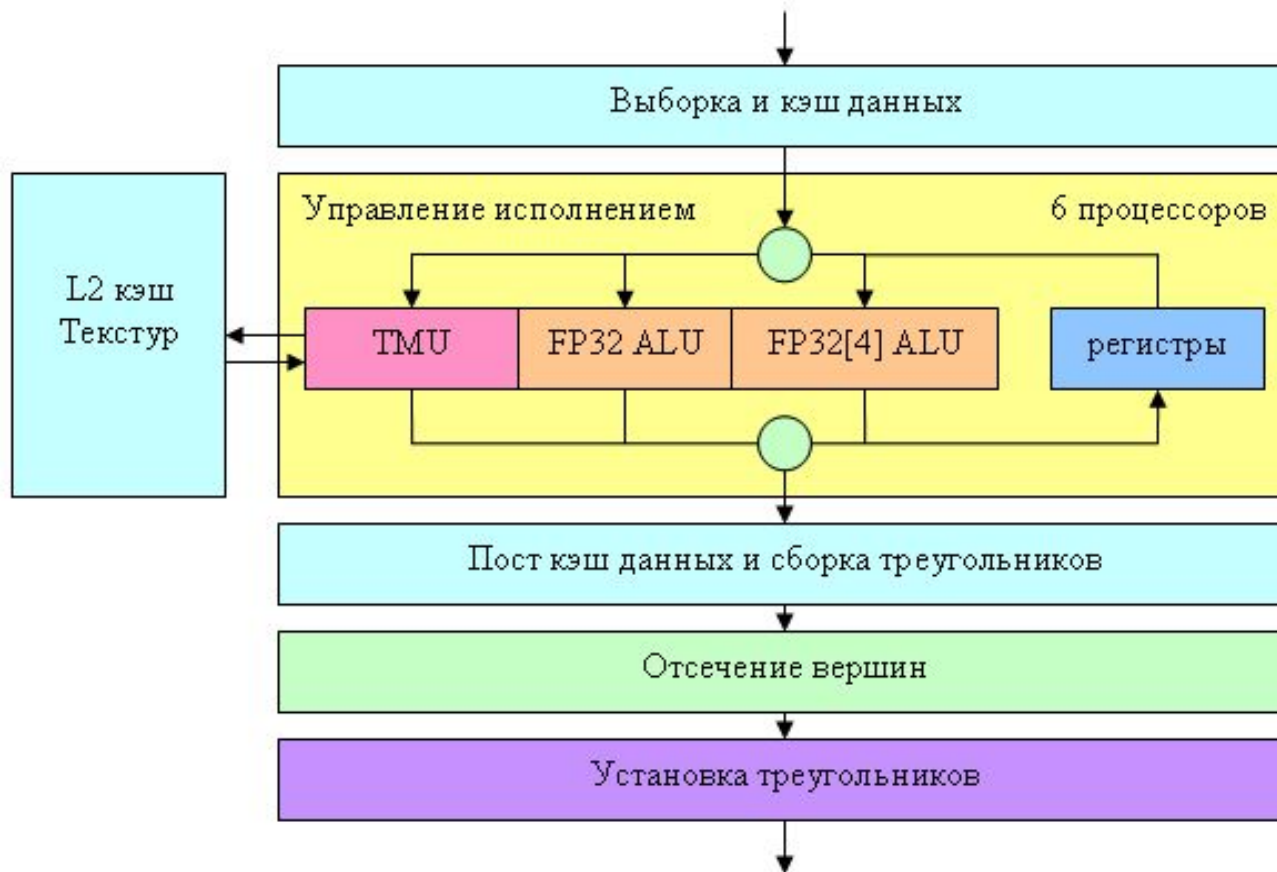 Выборка и кэш данных
Управление исполнением
6 процессоров
L2 кэш
Текстур
TMU
FP32 ALU
FP32[4] ALU
регистры
Пост кэш данных и сборка треугольников
Отсечение вершин
Установка треугольников